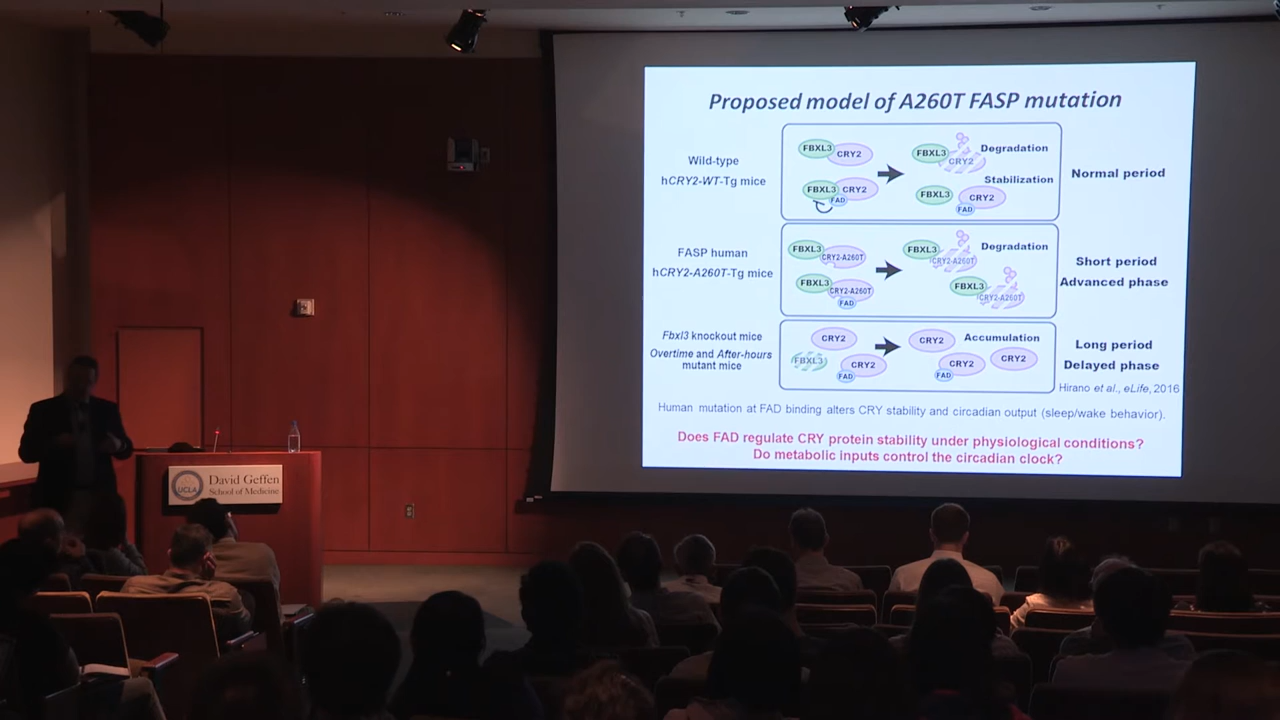 Proposed model of A260T FASP mutation
Wild-type
hCRY2-WT-Tg mice
FBXL3 CRY2
FBXL3 CRY2
FAD
FBXL3 CRY2
Degradation
Stabilization
FBXL3 CRY2
FAD
Normal period
FASP human
hCRY2-A260T-Tg mice
FBXL3 CRY2-A260T
FBXL3 CRY2-A260T
FAD
FBXL3 CRY2-A260T
Degradation
FBXL3 CRY2-A260T
Short period
Advanced phase
Fbxl3 knockout mice
Overtime and After-hours
mutant mice
CRY2
FBXL3 CRY2
FAD
CRY2
Accumulation
CRY2
FAD
CRY2
Long period
Delayed phase
Hirano et al., eLife, 2016
Human mutation at FAD binding alters CRY stability and circadian output (sleep/wake behavior).
Does FAD regulate CRY protein stability under physiological conditions?
Do metabolic inputs control the circadian clock?
UCLA
David Geffen
School of Medicine